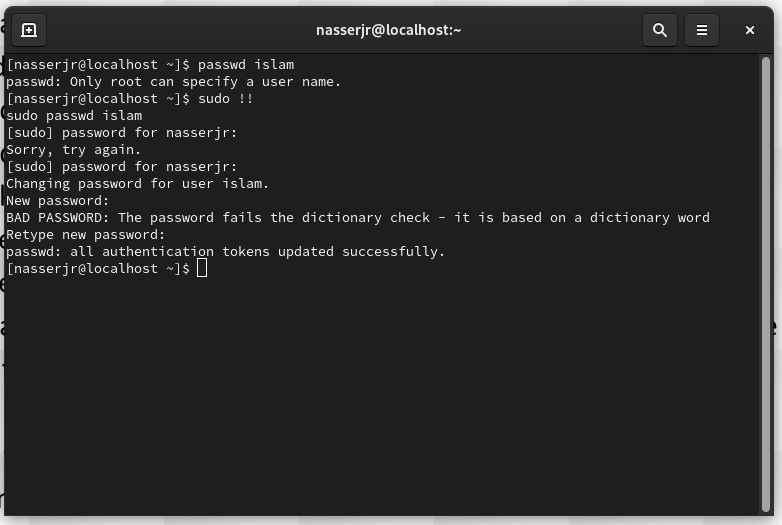 nasserjr@localhost:~
[nasserjr@localhost ~]$ passwd islam
passwd: Only root can specify a user name.
[nasserjr@localhost ~]$ sudo !!
sudo passwd islam
[sudo] password for nasserjr:
Sorry, try again.
[sudo] password for nasserjr:
Changing password for user islam.
New password:
BAD PASSWORD: The password fails the dictionary check - it is based on a dictionary word
Retype new password:
passwd: all authentication tokens updated successfully.
[nasserjr@localhost ~]$